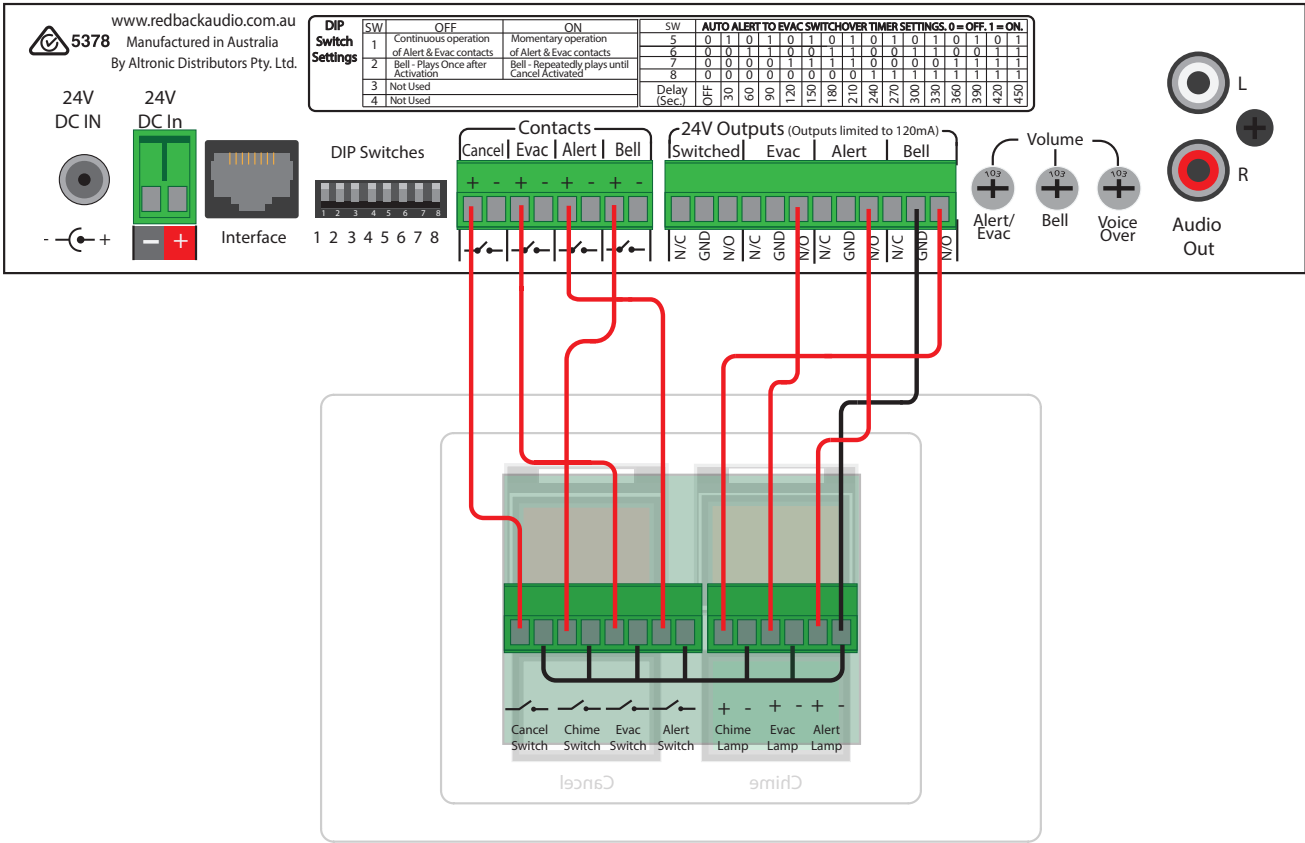 www.redbackaudio.com.au
5378 Manufactured in Australia
By Altronic Distributors Pty. Ltd.
DIP Switch Settings
SW OFF ON
1 Continuous operation of Alert & Evac contacts Momentary operation of Alert & Evac contacts
2 Bell - Plays Once after Activation Bell - Repeatedly plays until Cancel Activated
3 Not Used
4 Not Used
SW AUTO ALERT TO EVAC SWITCHOVER TIMER SETTINGS. 0 = OFF. 1 = ON.
5 0 1 0 1 0 1 0 1 0 1 0 1 0 1 0 1
6 0 0 1 1 0 0 1 1 0 0 1 1 0 0 1 1
7 0 0 0 0 1 1 1 1 0 0 0 0 1 1 1 1
8 0 0 0 0 0 0 0 0 1 1 1 1 1 1 1 1
Delay (Sec.) OFF 30 60 90 120 150 180 210 240 270 300 330 360 390 420 450
24V DC IN
24V DC In
- +
- +
Interface
DIP Switches
1 2 3 4 5 6 7 8
1 2 3 4 5 6 7 8
Contacts
Cancel Evac Alert Bell
+ - + - + - + -
24V Outputs (Outputs limited to 120mA)
Switched Evac Alert Bell
N/C GND N/O N/C GND N/O N/C GND N/O N/C GND N/O
Volume
103 103 103
Alert/ Evac
Bell
Voice Over
L
R
Audio Out
+ - + - + -
Cancel Switch
Chime Switch
Evac Switch
Alert Switch
Chime Lamp
Evac Lamp
Alert Lamp
Cancel
Chime